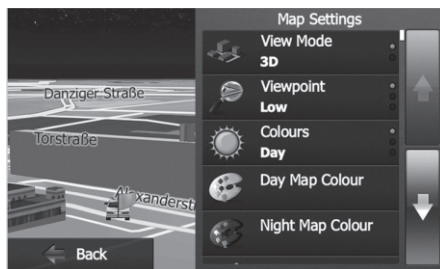 Map Settings
View Mode
3D
Viewpoint
Low
Colours
Day
Day Map Colour
Night Map Colour
Danziger Straße
Torstraße
Alexanderst
Back